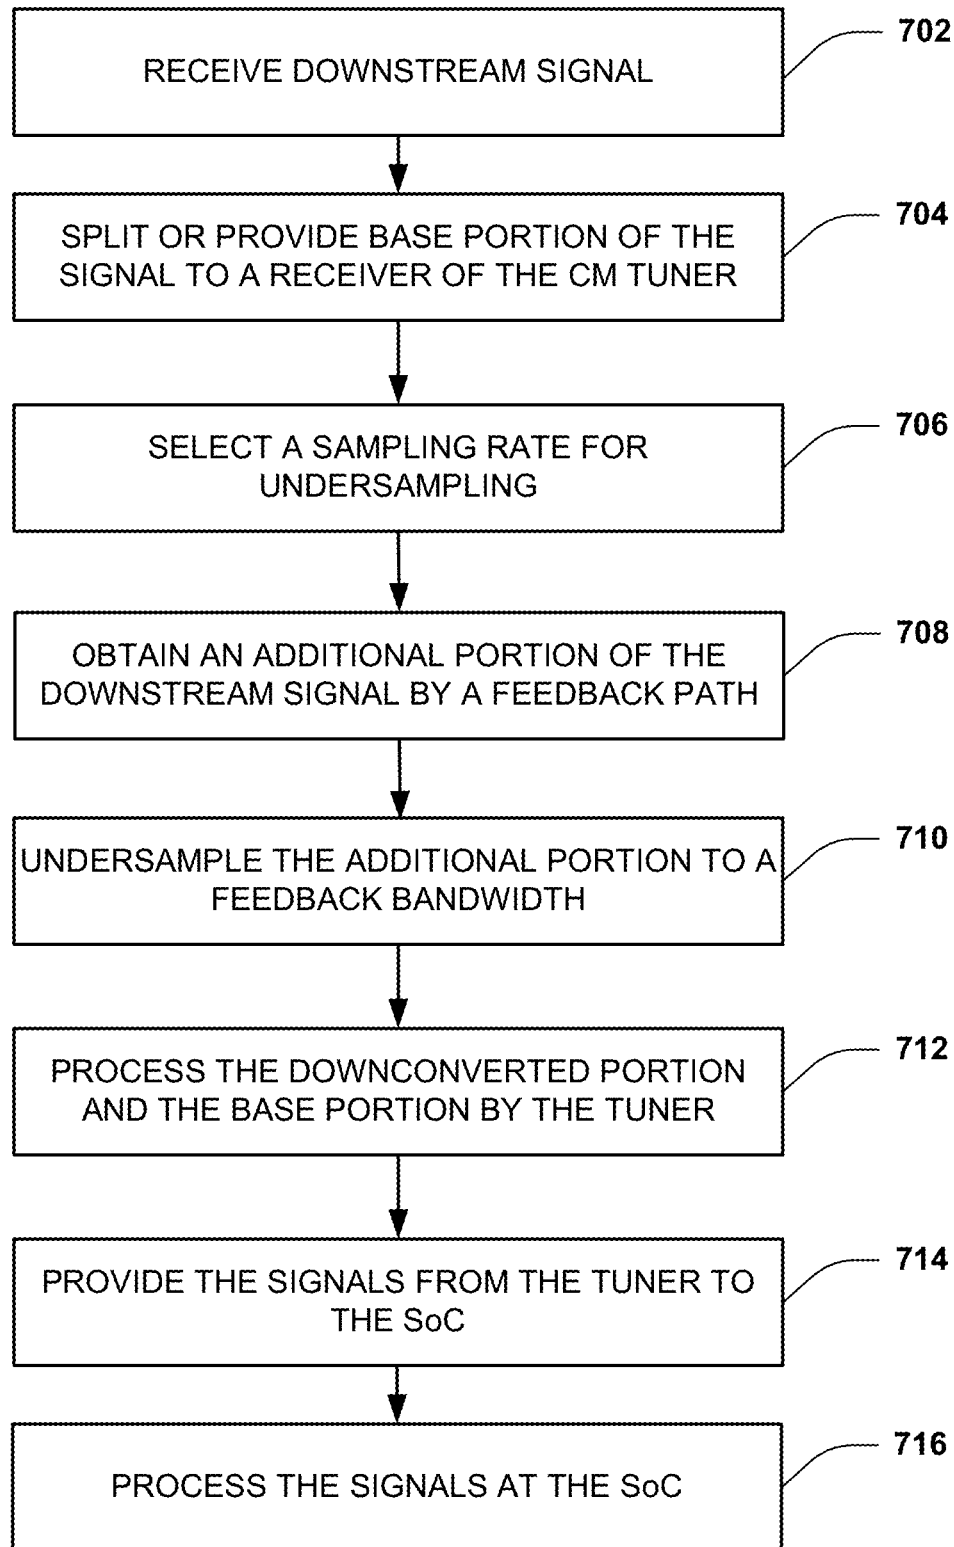 702
RECEIVE DOWNSTREAM SIGNAL
704
SPLIT OR PROVIDE BASE PORTION OF THE
SIGNAL TO A RECEIVER OF THE CM TUNER
706
SELECT A SAMPLING RATE FOR
UNDERSAMPLING
708
OBTAIN AN ADDITIONAL PORTION OF THE
DOWNSTREAM SIGNAL BY A FEEDBACK PATH
710
UNDERSAMPLE THE ADDITIONAL PORTION TO A
FEEDBACK BANDWIDTH
712
PROCESS THE DOWNCONVERTED PORTION
AND THE BASE PORTION BY THE TUNER
714
PROVIDE THE SIGNALS FROM THE TUNER TO
THE SoC
716
PROCESS THE SIGNALS AT THE SoC